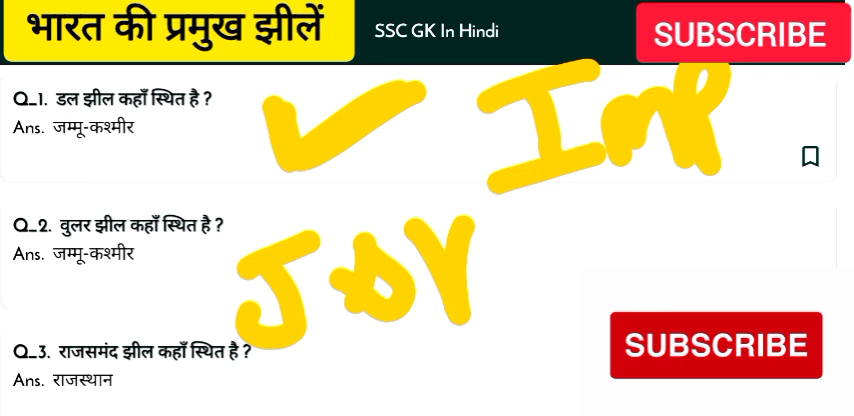 भारत की प्रमुख झीलें
SSC GK In Hindi
SUBSCRIBE
Q_1. डल झील कहाँ स्थित है ?
Ans. जम्मू-कश्मीर
Imp
Q_2. वुलर झील कहाँ स्थित है ?
Ans. जम्मू-कश्मीर
Q_3. राजसमंद झील कहाँ स्थित है ?
Ans. राजस्थान
SUBSCRIBE